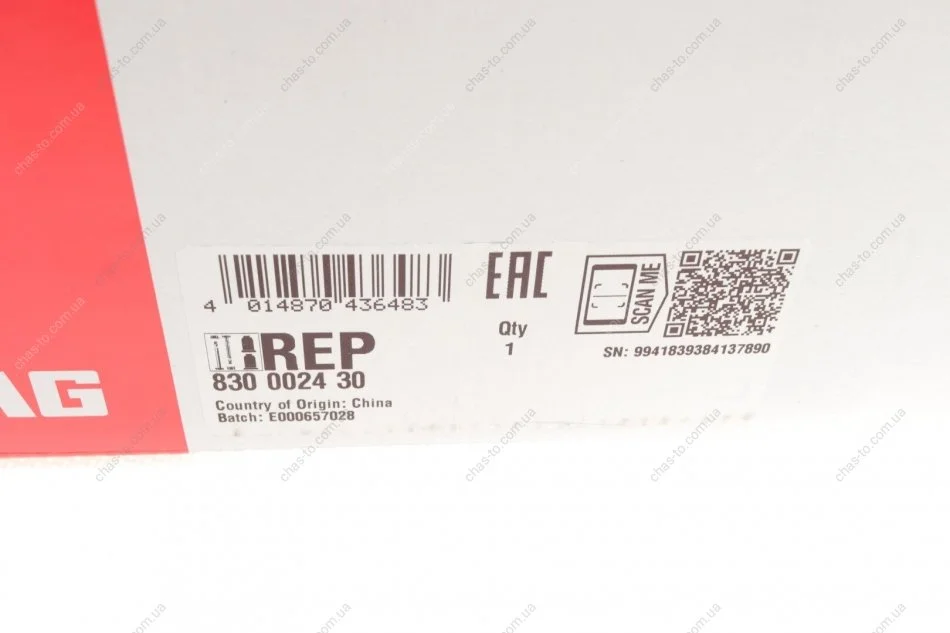 4 014870 436483
EAC
SCAN ME
Qty
1
SN: 9941839384137890
REP
830 0024 30
Country of Origin: China
Batch: E000657028
AG
chas-to.com.ua